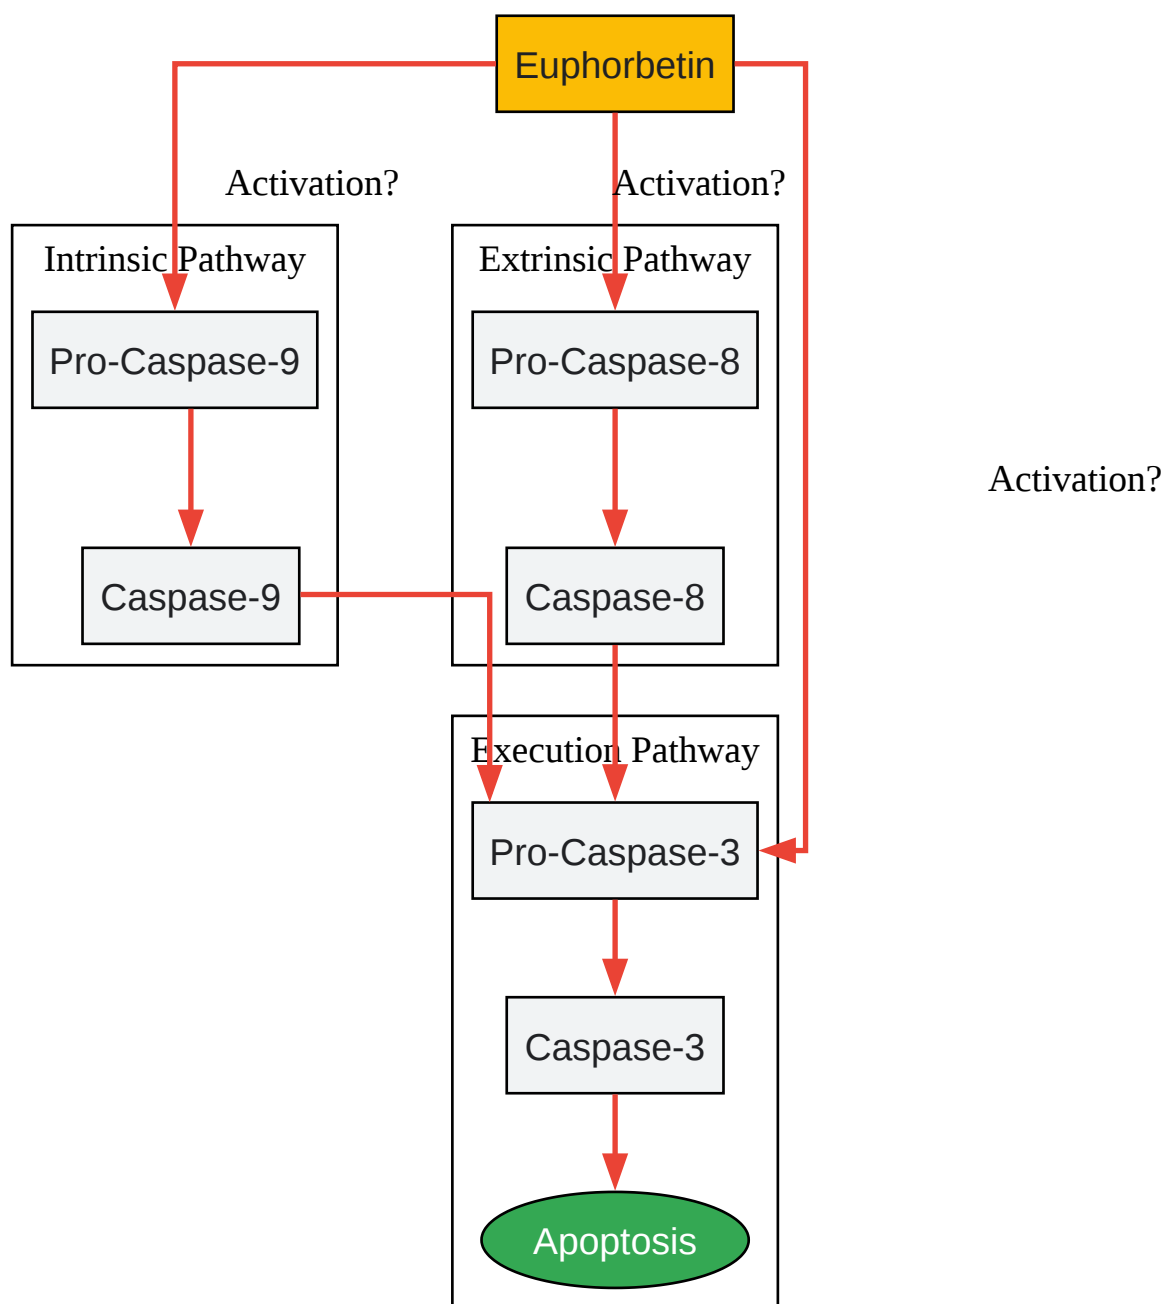 Euphorbetin
Activation?
Activation?
Intrinsic Pathway
Extrinsic Pathway
Pro-Caspase-9
Pro-Caspase-8
Activation?
Caspase-9
Caspase-8
Execution Pathway
Pro-Caspase-3
Caspase-3
Apoptosis